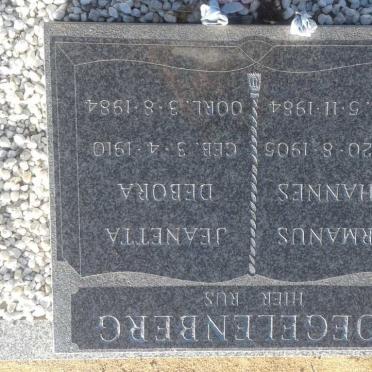 OEGELENBERG
HIER RUS
RMANUS JEANETTA
HANNES DEBORA
20·8·1905 GEB. 3·4·1910
5·11·1984 OORL. 3·8·1984